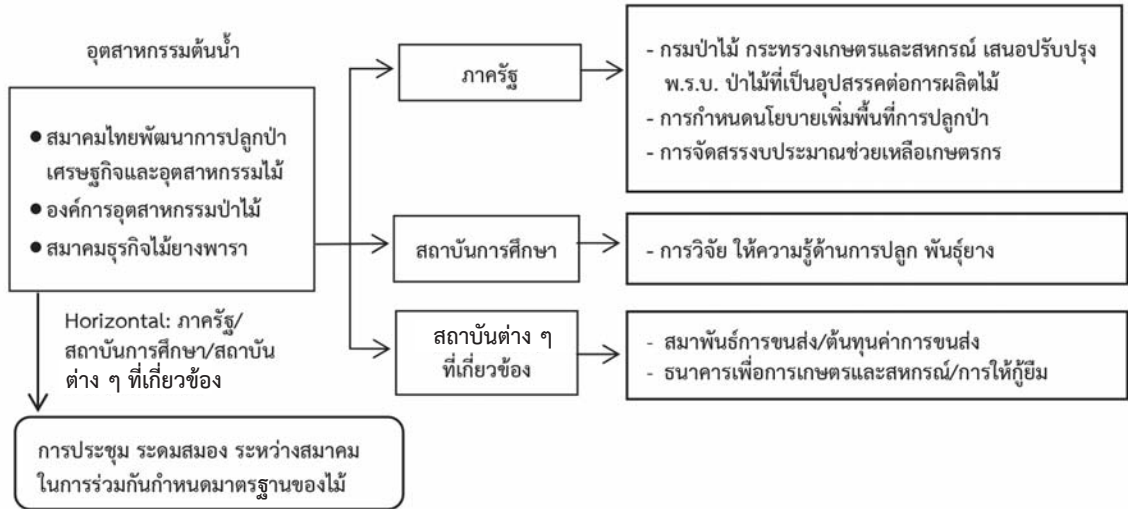 อุตสาหกรรมต้นน้ำ
● สมาคมไทยพัฒนาการปลูกป่า
เศรษฐกิจและอุตสาหกรรมไม้
● องค์การอุตสาหกรรมป่าไม้
● สมาคมธุรกิจไม้ยางพารา
Horizontal: ภาครัฐ/
สถาบันการศึกษา/สถาบัน
ต่าง ๆ ที่เกี่ยวข้อง
การประชุม ระดมสมอง ระหว่างสมาคม
ในการร่วมกันกำหนดมาตรฐานของไม้
ภาครัฐ
- กรมป่าไม้ กระทรวงเกษตรและสหกรณ์ เสนอปรับปรุง
พ.ร.บ. ป่าไม้ที่เป็นอุปสรรคต่อการผลิตไม้
- การกำหนดนโยบายเพิ่มพื้นที่การปลูกป่า
- การจัดสรรงบประมาณช่วยเหลือเกษตรกร
สถาบันการศึกษา
- การวิจัย ให้ความรู้ด้านการปลูก พันธุ์ยาง
สถาบันต่าง ๆ
ที่เกี่ยวข้อง
- สมาพันธ์การขนส่ง/ต้นทุนค่าการขนส่ง
- ธนาคารเพื่อการเกษตรและสหกรณ์/การให้กู้ยืม